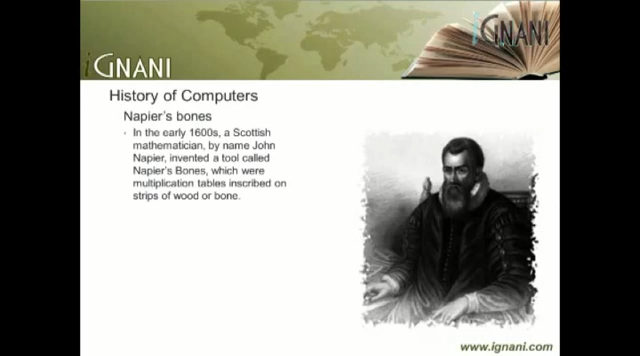 iGNANI
iGNANI
History of Computers
Napier's bones
• In the early 1600s, a Scottish
mathematician, by name John
Napier, invented a tool called
Napier's Bones, which were
multiplication tables inscribed on
strips of wood or bone.
www.ignani.com